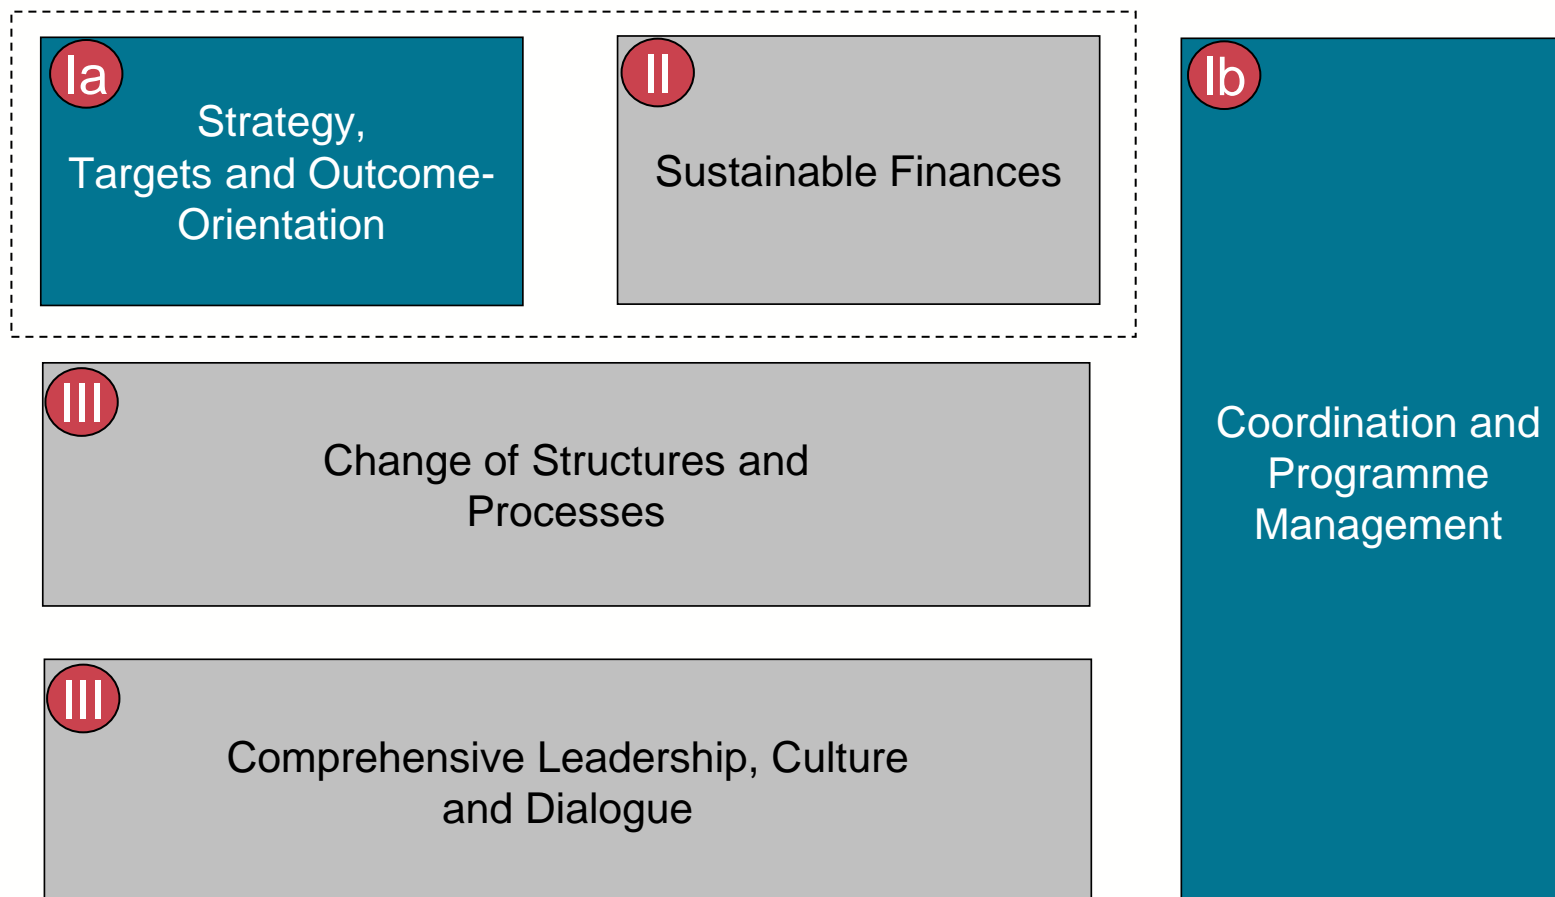 Ia
Strategy,
Targets and Outcome-
Orientation
II
Sustainable Finances
Ib
Coordination and
Programme
Management
III
Change of Structures and
Processes
III
Comprehensive Leadership, Culture
and Dialogue